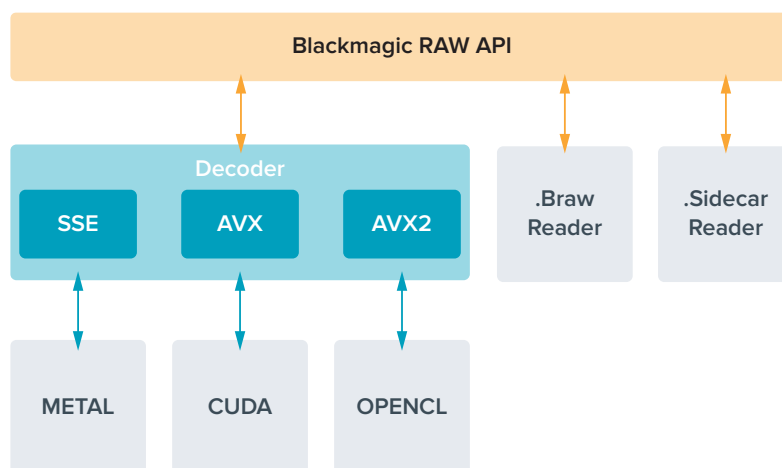 Blackmagic RAW API
Decoder
SSE
AVX
AVX2
.Braw
Reader
.Sidecar
Reader
METAL
CUDA
OPENCL